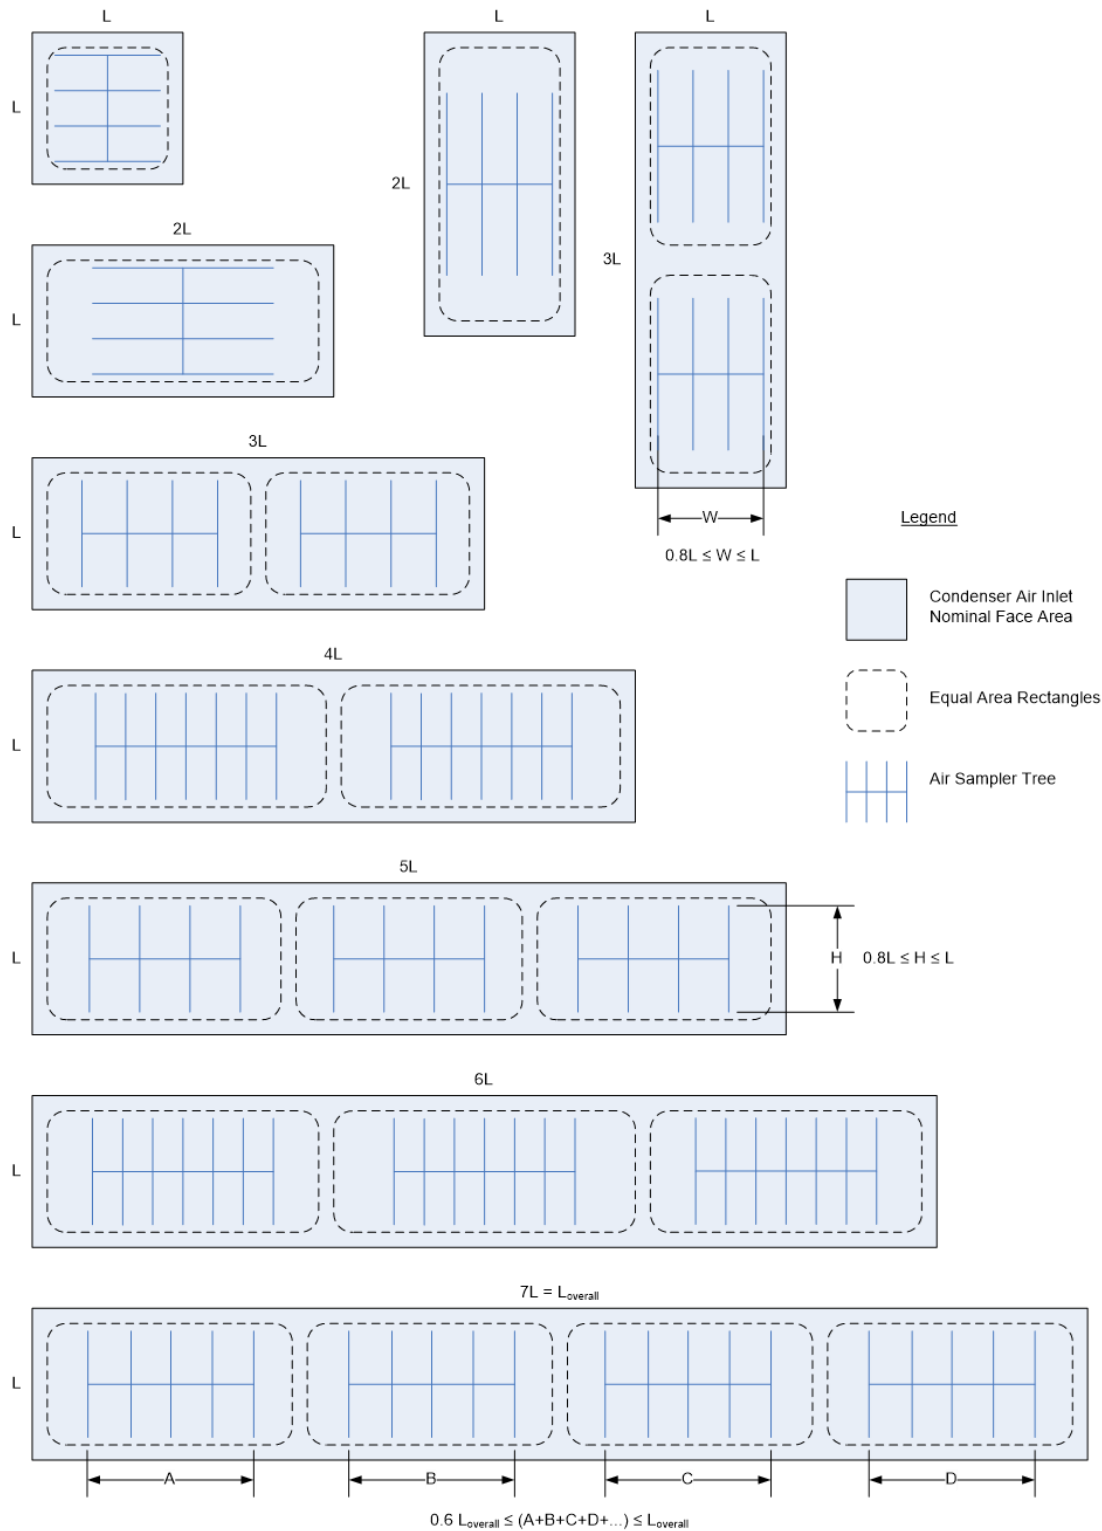 L
L
L
L
2L
2L
3L
L
W
0.8L ≤ W ≤ L
Legend
Condenser Air Inlet
Nominal Face Area
Equal Area Rectangles
Air Sampler Tree
3L
L
4L
L
5L
L
H
0.8L ≤ H ≤ L
6L
L
7L = Loverall
L
A
B
C
D
0.6 Loverall ≤ (A+B+C+D+...) ≤ Loverall